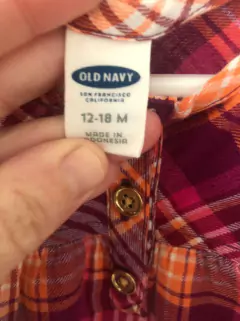 OLD NAVY
SAN FRANCISCO
CALIFORNIA
12-18 M
MADE IN
INDONESIA